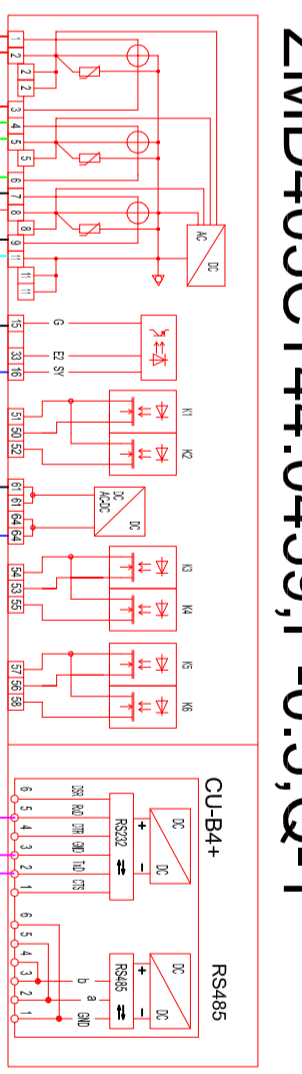 ZMD405CT44.0459,
CU-B4+
RS485
K1
K2
K3
K4
K5
K6
AC
DC
DC
AC-DC
DC
DC
DC
DC
DC
+
-
+
-
RS232
RS485
G
E2
SY
DSR
RxD
DTR
GND
TxD
CTS
b
a
GND
1
2
2
2
3
4
5
5
6
7
8
8
9
11
11
11
15
33
16
51
50
52
61
61
64
64
54
53
55
57
56
58
6
5
4
3
2
1
6
5
4
3
2
1